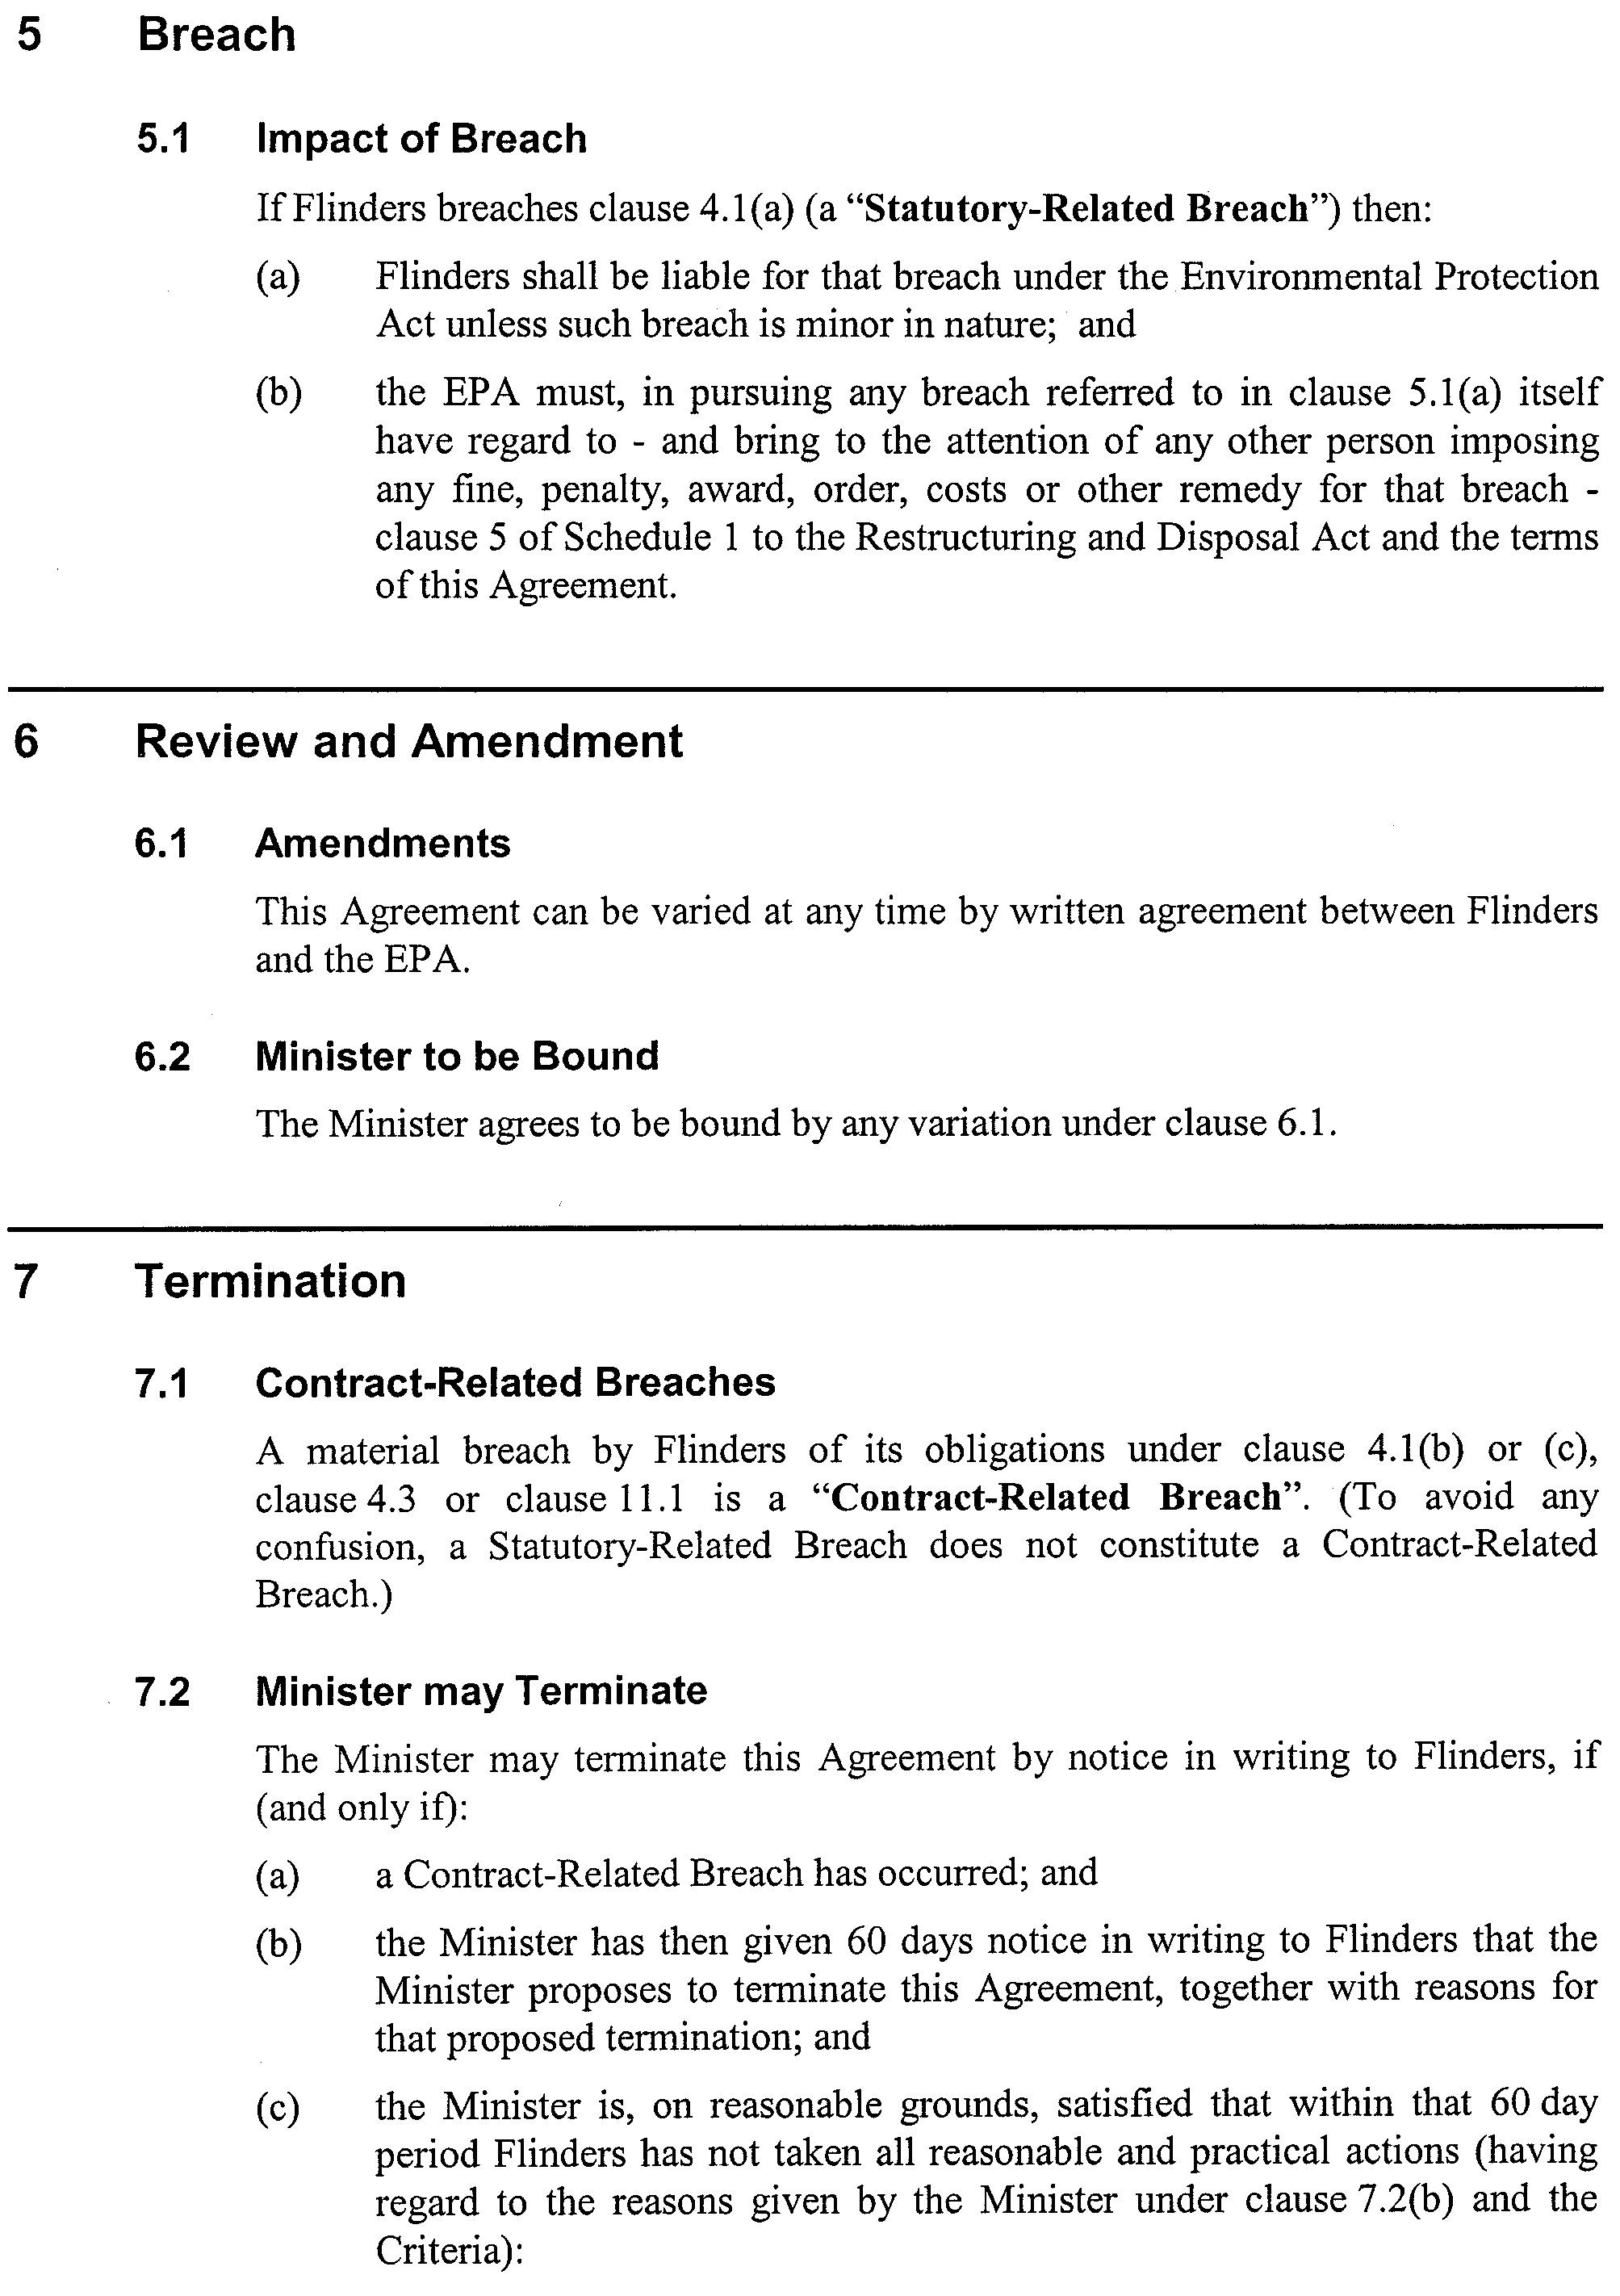 5 Breach
5.1 Impact of Breach
If Flinders breaches clause 4.1(a) (a “Statutory-Related Breach”) then:
(a) Flinders shall be liable for that breach under the Environmental Protection
Act unless such breach is minor in nature; and
(b) the EPA must, in pursuing any breach referred to in clause 5.1(a) itself
have regard to - and bring to the attention of any other person imposing
any fine, penalty, award, order, costs or other remedy for that breach -
clause 5 of Schedule 1 to the Restructuring and Disposal Act and the terms
of this Agreement.
6 Review and Amendment
6.1 Amendments
This Agreement can be varied at any time by written agreement between Flinders
and the EPA.
6.2 Minister to be Bound
The Minister agrees to be bound by any variation under clause 6.1.
7 Termination
7.1 Contract-Related Breaches
A material breach by Flinders of its obligations under clause 4.1(b) or (c),
clause 4.3 or clause 11.1 is a “Contract-Related Breach”. (To avoid any
confusion, a Statutory-Related Breach does not constitute a Contract-Related
Breach.)
7.2 Minister may Terminate
The Minister may terminate this Agreement by notice in writing to Flinders, if
(and only if):
(a) a Contract-Related Breach has occurred; and
(b) the Minister has then given 60 days notice in writing to Flinders that the
Minister proposes to terminate this Agreement, together with reasons for
that proposed termination; and
(c) the Minister is, on reasonable grounds, satisfied that within that 60 day
period Flinders has not taken all reasonable and practical actions (having
regard to the reasons given by the Minister under clause 7.2(b) and the
Criteria):